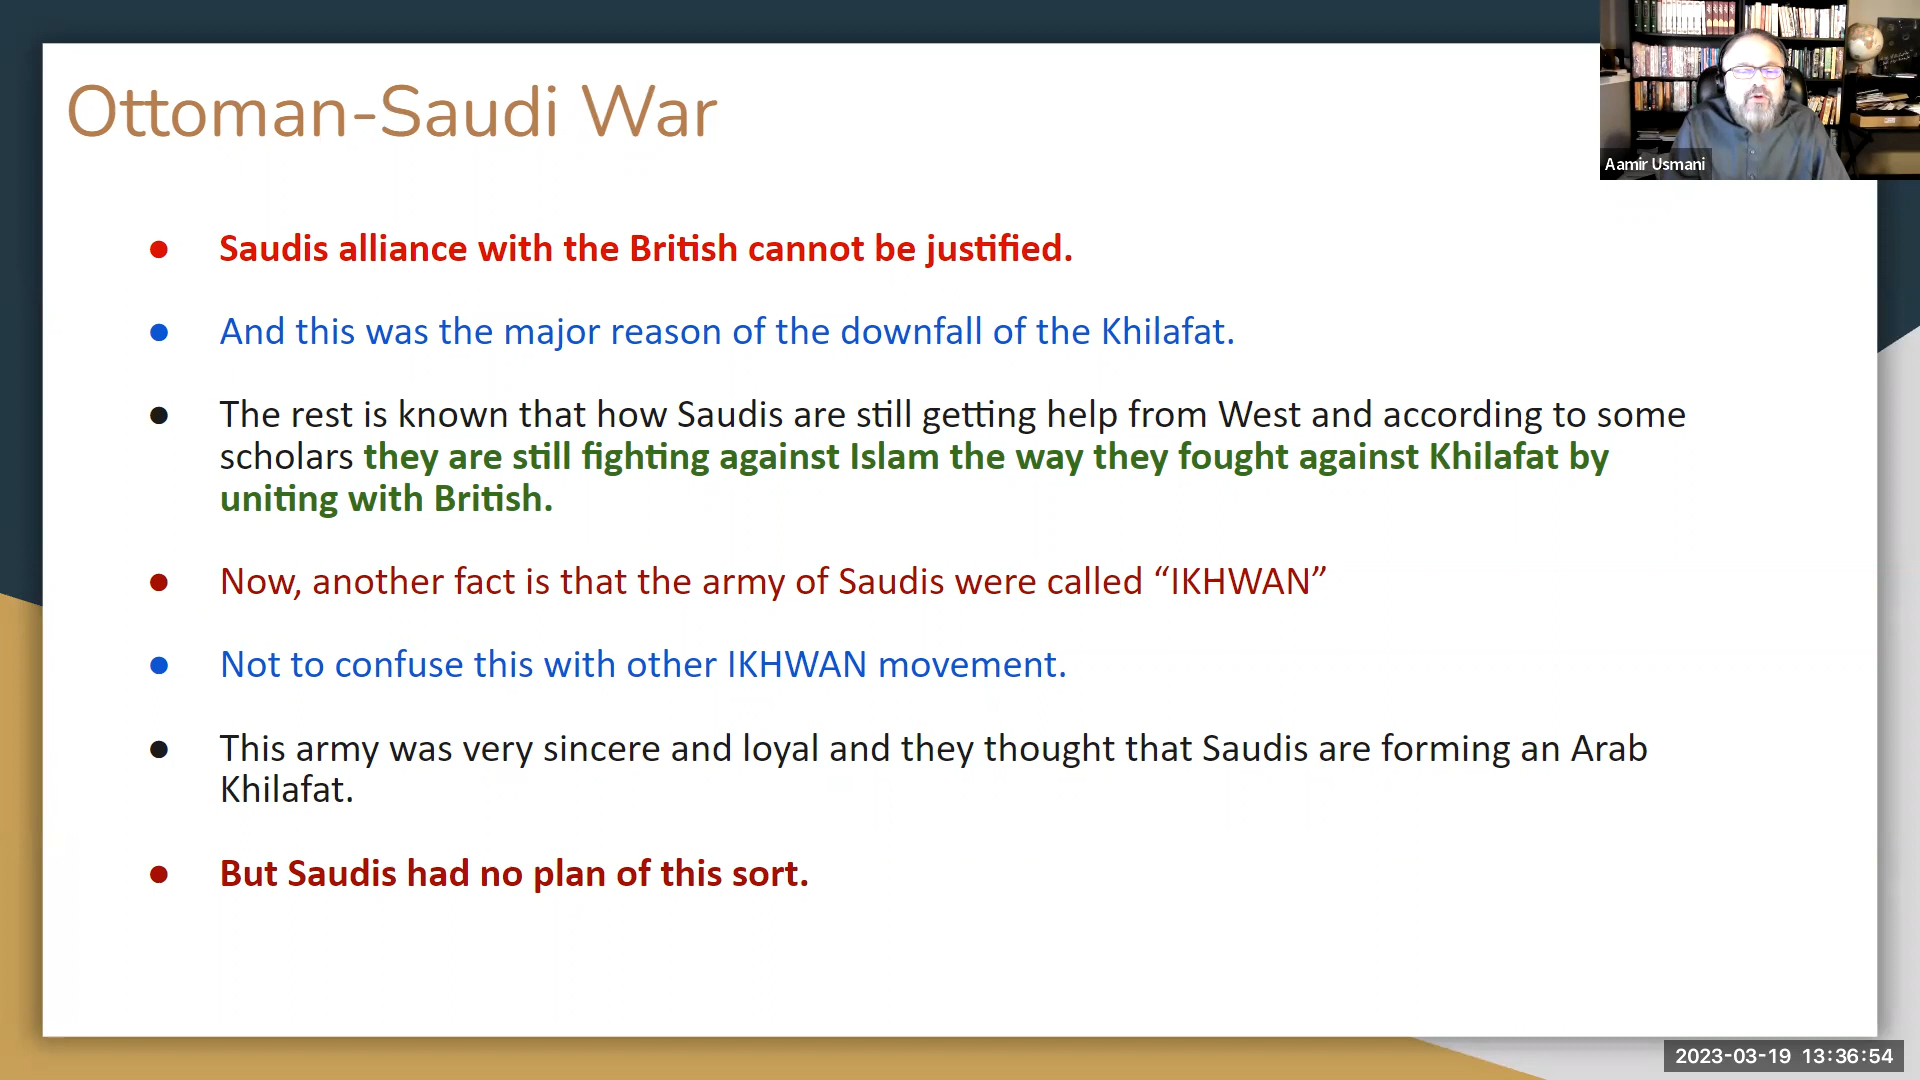 Ottoman-Saudi War
Aamir Usmani
● Saudis alliance with the British cannot be justified.
● And this was the major reason of the downfall of the Khilafat.
● The rest is known that how Saudis are still getting help from West and according to some
scholars they are still fighting against Islam the way they fought against Khilafat by
uniting with British.
● Now, another fact is that the army of Saudis were called “IKHWAN”
● Not to confuse this with other IKHWAN movement.
● This army was very sincere and loyal and they thought that Saudis are forming an Arab
Khilafat.
● But Saudis had no plan of this sort.
2023-03-19 13:36:54